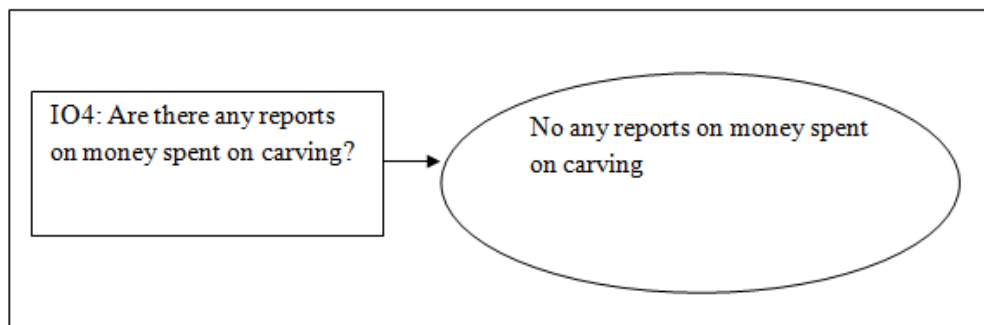 IO4: Are there any reports
on money spent on carving?
No any reports on money spent
on carving